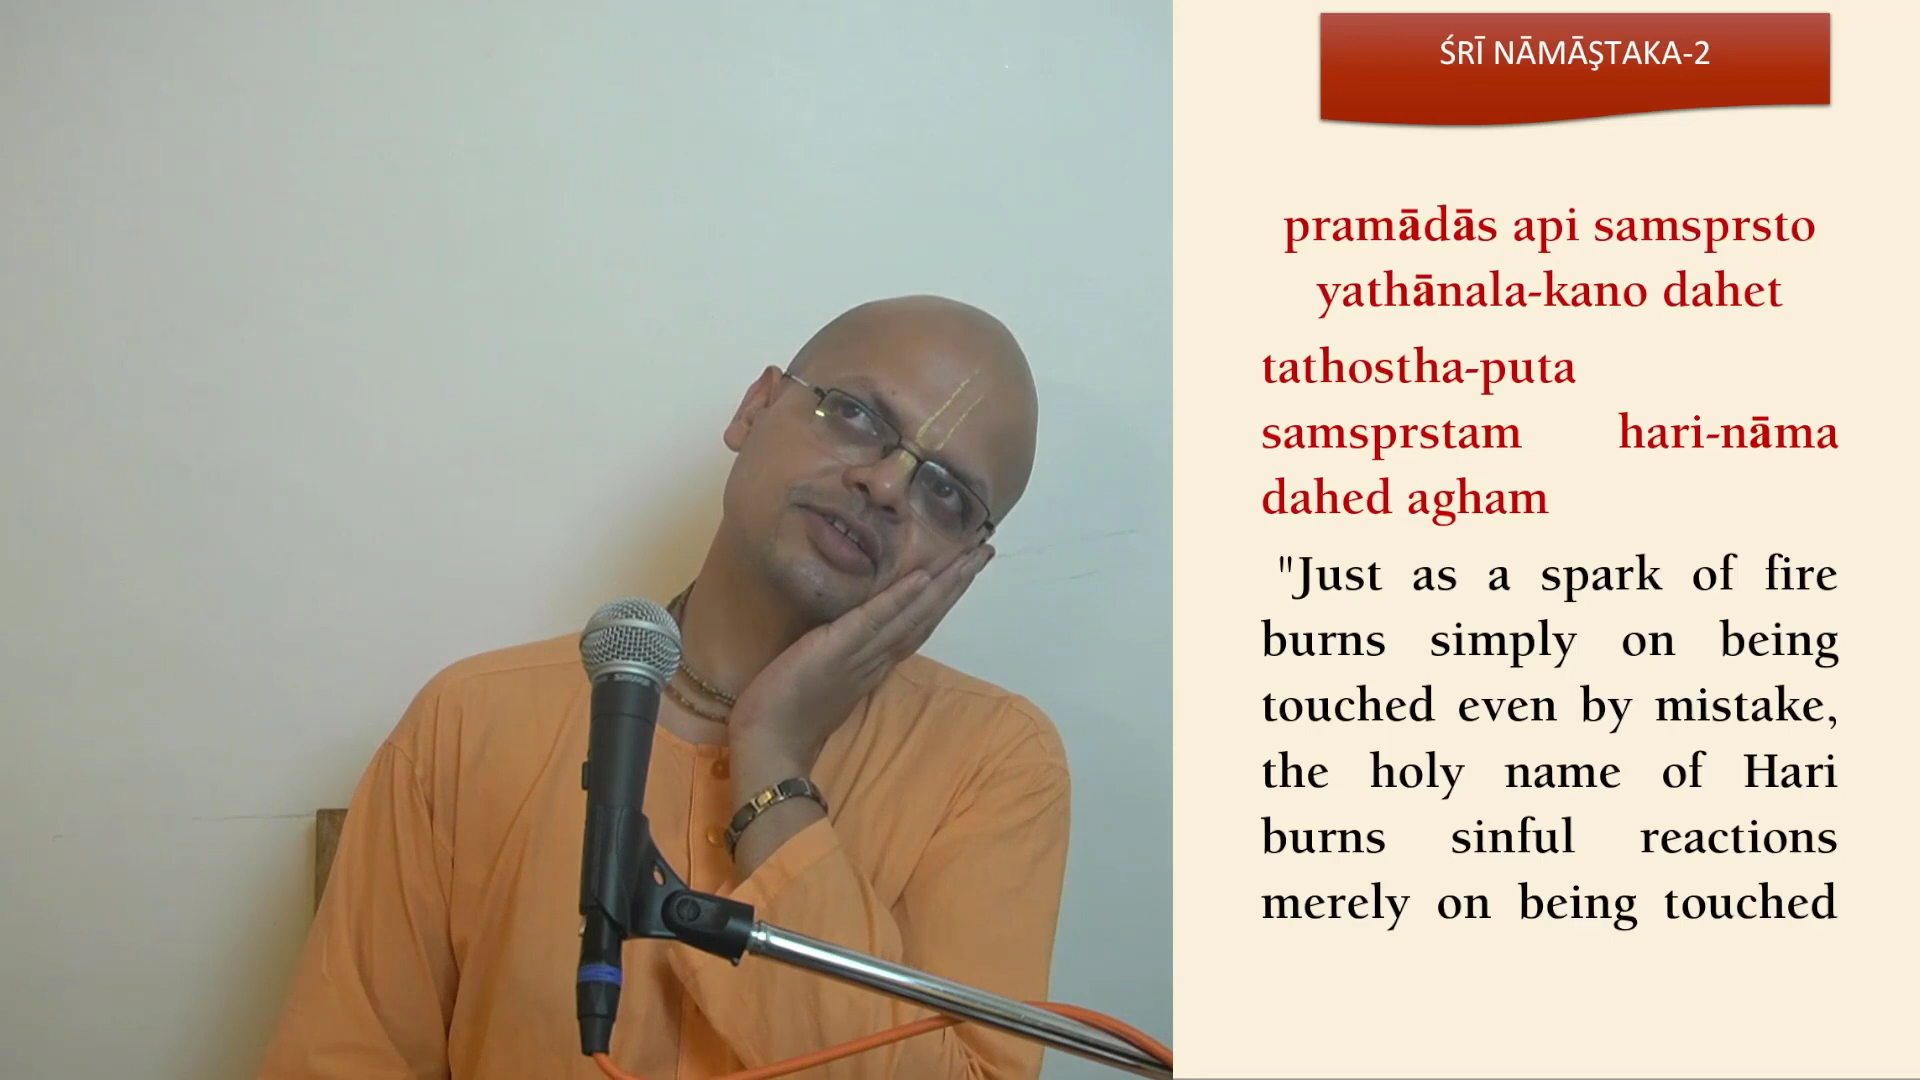 ŚRĪ NĀMĀŞTAKA-2
pramādās api samsprsto
yathānala-kano dahet
tathostha-puta
samsprstam hari-nāma
dahed agham
"Just as a spark of fire
burns simply on being
touched even by mistake,
the holy name of Hari
burns sinful reactions
merely on being touched